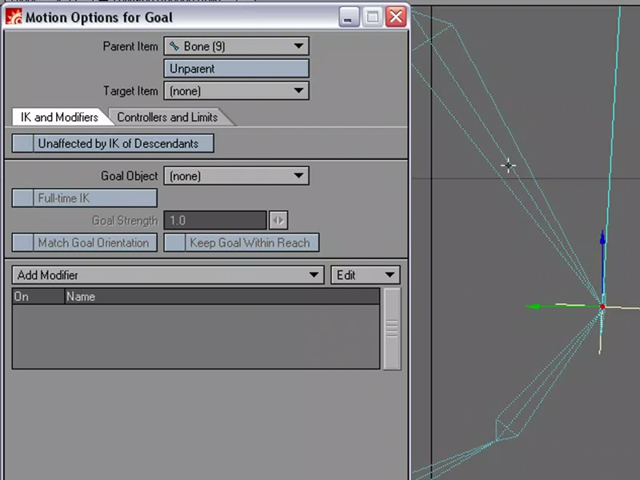 Motion Options for Goal
Parent Item Bone (9)
Unparent
Target Item (none)
IK and Modifiers Controllers and Limits
Unaffected by IK of Descendants
Goal Object (none)
Full-time IK
Goal Strength 1.0
Match Goal Orientation Keep Goal Within Reach
Add Modifier Edit
On Name